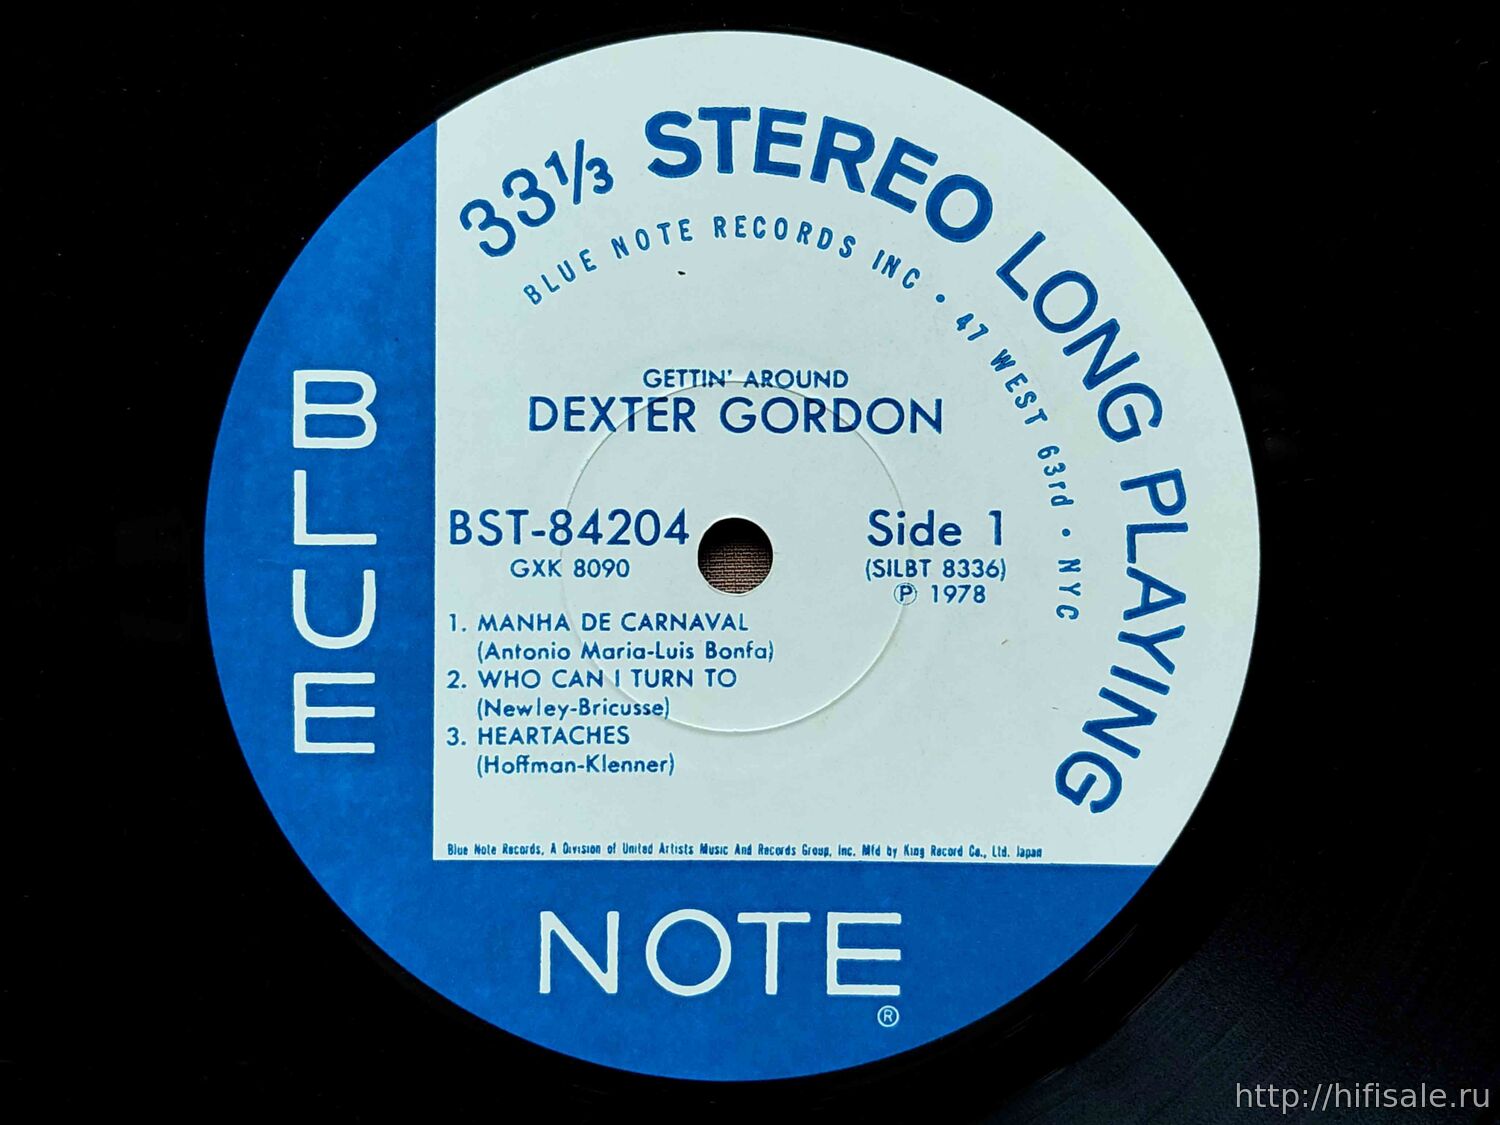 33⅓ STEREO LONG PLAYING
BLUE NOTE RECORDS INC • 47 WEST 63rd • NYC
GETTIN' AROUND
DEXTER GORDON
BST-84204
GXK 8090
Side 1
(SILBT 8336)
Ⓟ 1978
1. MANHA DE CARNAVAL
(Antonio Maria-Luis Bonfa)
2. WHO CAN I TURN TO
(Newley-Bricusse)
3. HEARTACHES
(Hoffman-Klenner)
Blue Note Records, A Division of United Artists Music And Records Group, Inc. Mfd by King Record Co., Ltd. Japan
BLUE
NOTE
®
http://hifisale.ru